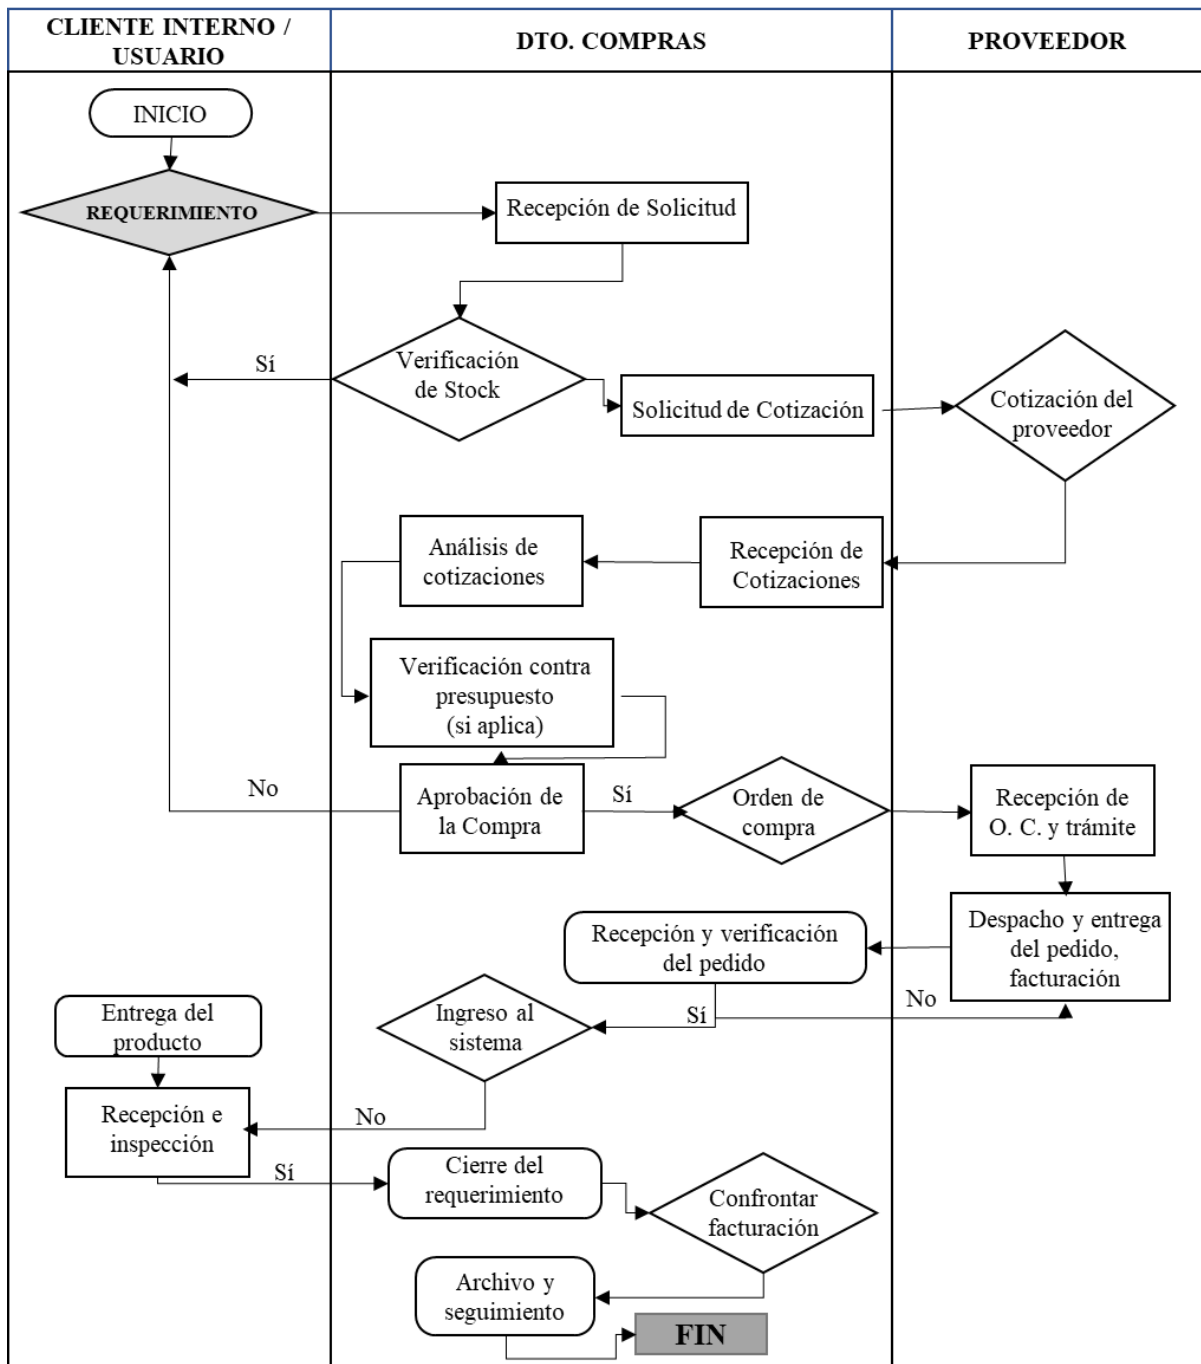 CLIENTE INTERNO /
USUARIO
DTO. COMPRAS
PROVEEDOR
INICIO
REQUERIMIENTO
Recepción de Solicitud
Sí
Verificación
de Stock
Solicitud de Cotización
Cotización del
proveedor
Análisis de
cotizaciones
Recepción de
Cotizaciones
Verificación contra
presupuesto
(si aplica)
No
Aprobación de
la Compra
Sí
Orden de
compra
Recepción de
O. C. y trámite
Recepción y verificación
del pedido
Despacho y entrega
del pedido,
facturación
No
Sí
Ingreso al
sistema
Entrega del
producto
Recepción e
inspección
No
Sí
Cierre del
requerimiento
Confrontar
facturación
Archivo y
seguimiento
FIN